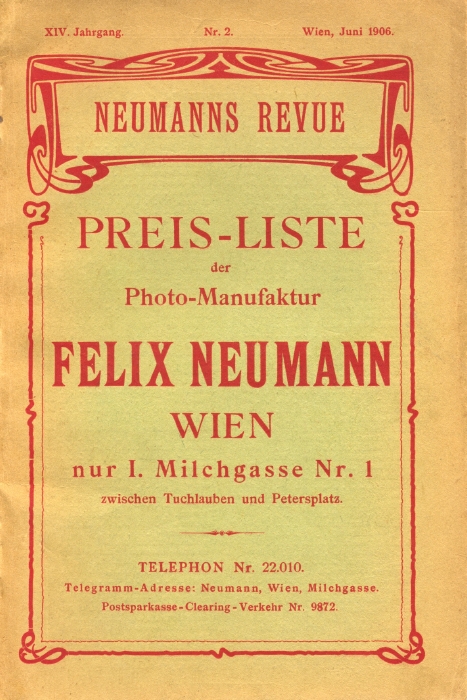 XIV. Jahrgang. Nr. 2. Wien, Juni 1906.
NEUMANNS REVUE
PREIS-LISTE
der
Photo-Manufaktur
FELIX NEUMANN
WIEN
nur I. Milchgasse Nr. 1
zwischen Tuchlauben und Petersplatz.
TELEPHON Nr. 22.010.
Telegramm-Adresse: Neumann, Wien, Milchgasse.
Postsparkasse-Clearing-Verkehr Nr. 9872.